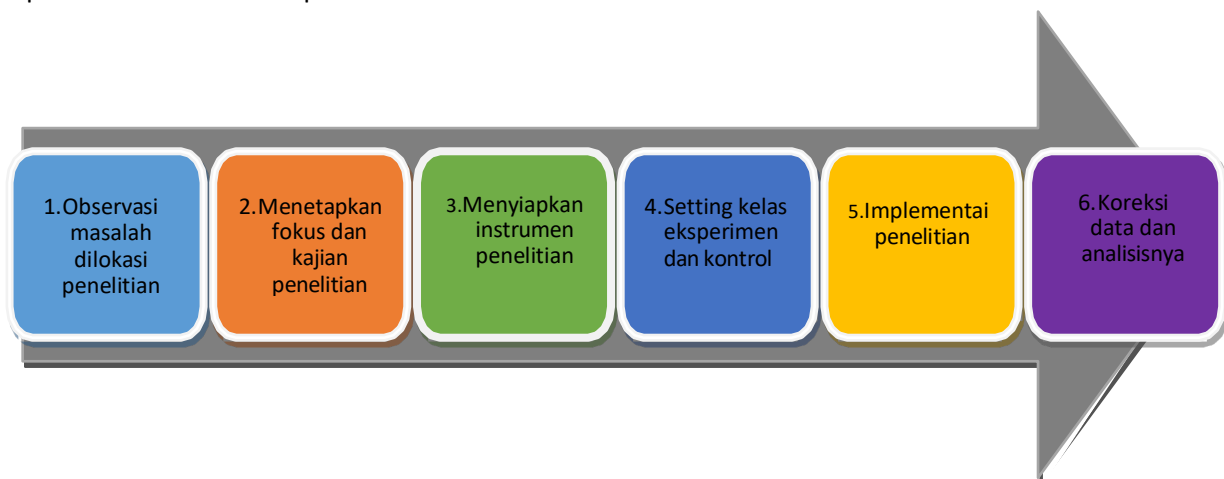 1.Observasi
masalah
dilokasi
penelitian
2.Menetapkan
fokus dan
kajian
penelitian
3.Menyiapkan
instrumen
penelitian
4.Setting kelas
eksperimen
dan kontrol
5.Implementai
penelitian
6.Koreksi
data dan
analisisnya